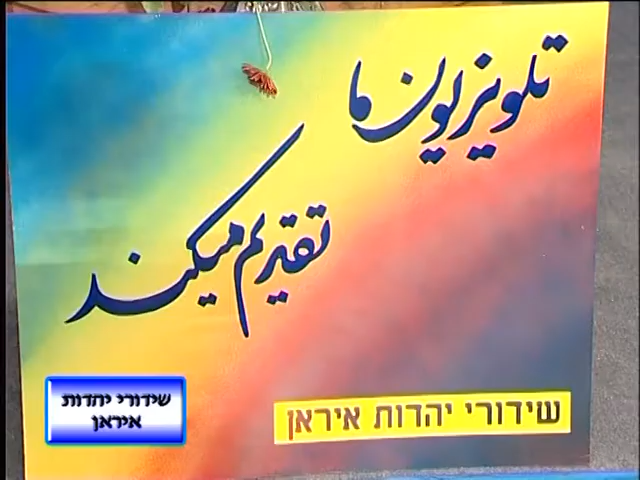 تلویزیون ما
تقدیم میکند
שידורי יהדות איראן
שידורי יהדות
איראן